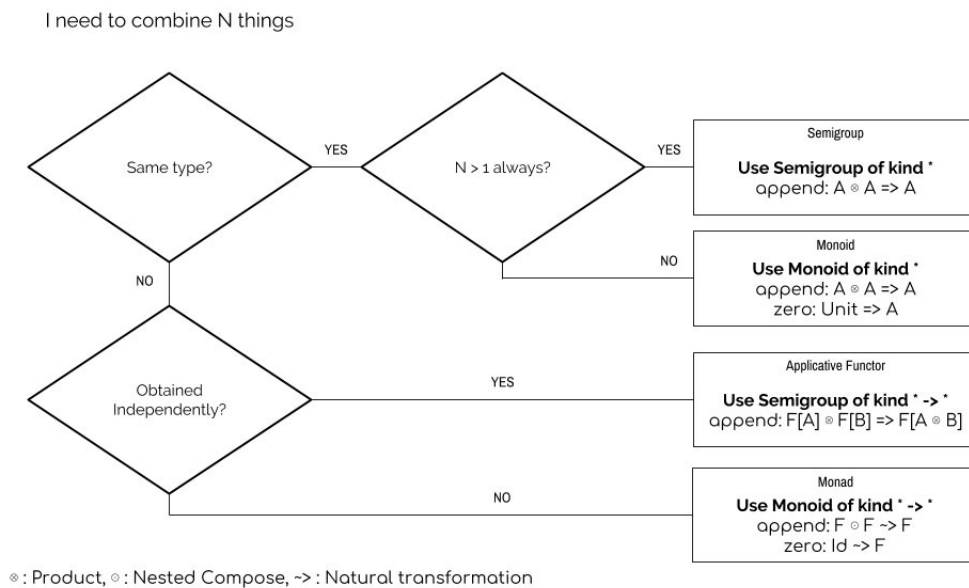 I need to combine N things
Same type?
YES
N > 1 always?
YES
Semigroup
Use Semigroup of kind *
append: A ⊗ A => A
NO
Monoid
Use Monoid of kind *
append: A ⊗ A => A
zero: Unit => A
NO
Obtained
Independently?
YES
Applicative Functor
Use Semigroup of kind * -> *
append: F[A] ⊗ F[B] => F[A ⊗ B]
NO
Monad
Use Monoid of kind * -> *
append: F ⊙ F ~> F
zero: Id ~> F
⊗ : Product, ⊙ : Nested Compose, ~> : Natural transformation